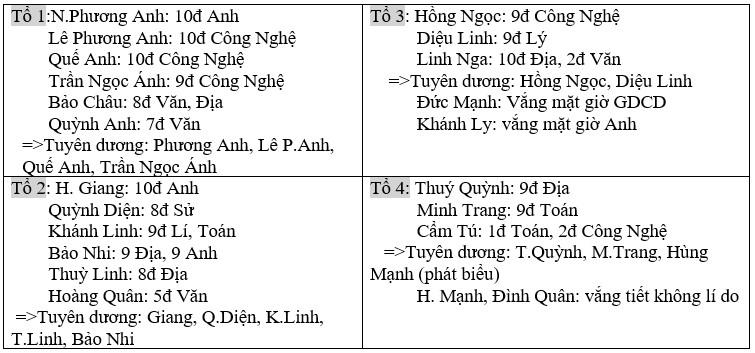 Tổ 1:N.Phương Anh: 10đ Anh
Lê Phương Anh: 10đ Công Nghệ
Quế Anh: 10đ Công Nghệ
Trần Ngọc Ánh: 9đ Công Nghệ
Bảo Châu: 8đ Văn, Địa
Quỳnh Anh: 7đ Văn
=>Tuyên dương: Phương Anh, Lê P.Anh,
Quế Anh, Trần Ngọc Ánh
Tổ 3: Hồng Ngọc: 9đ Công Nghệ
Diệu Linh: 9đ Lý
Linh Nga: 10đ Địa, 2đ Văn
=>Tuyên dương: Hồng Ngọc, Diệu Linh
Đức Mạnh: Vắng mặt giờ GDCD
Khánh Ly: vắng mặt giờ Anh
Tổ 2: H. Giang: 10đ Anh
Quỳnh Diện: 8đ Sử
Khánh Linh: 9đ Lí, Toán
Bảo Nhi: 9 Địa, 9 Anh
Thuỳ Linh: 8đ Địa
Hoàng Quân: 5đ Văn
=>Tuyên dương: Giang, Q.Diện, K.Linh,
T.Linh, Bảo Nhi
Tổ 4: Thuý Quỳnh: 9đ Địa
Minh Trang: 9đ Toán
Cẩm Tú: 1đ Toán, 2đ Công Nghệ
=>Tuyên dương: T.Quỳnh, M.Trang, Hùng
Mạnh (phát biểu)
H. Mạnh, Đình Quân: vắng tiết không lí do